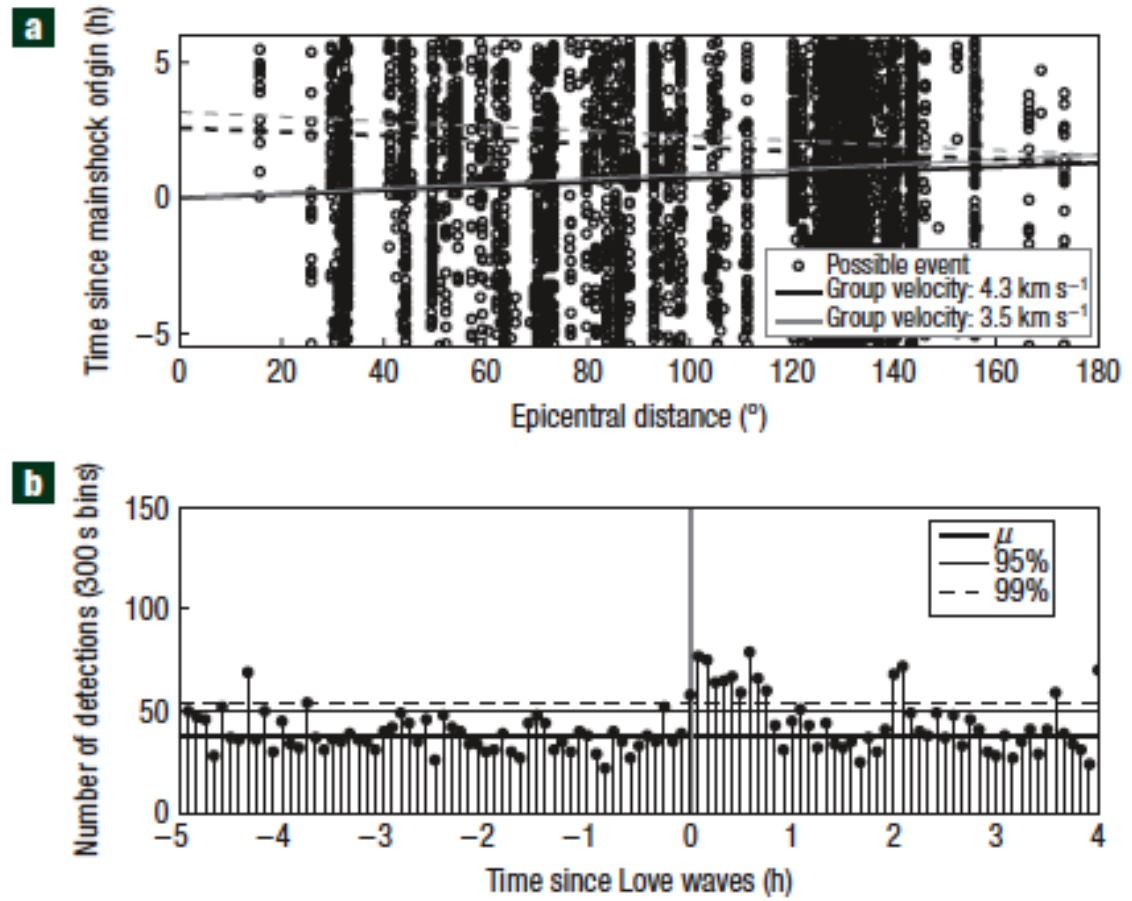 a
Time since mainshock origin (h)
5
0
−5
Possible event
Group velocity: 4.3 km s−1
Group velocity: 3.5 km s−1
0 20 40 60 80 100 120 140 160 180
Epicentral distance (°)
b
Number of detections (300 s bins)
150
100
50
0
μ
95%
99%
−5 −4 −3 −2 −1 0 1 2 3 4
Time since Love waves (h)